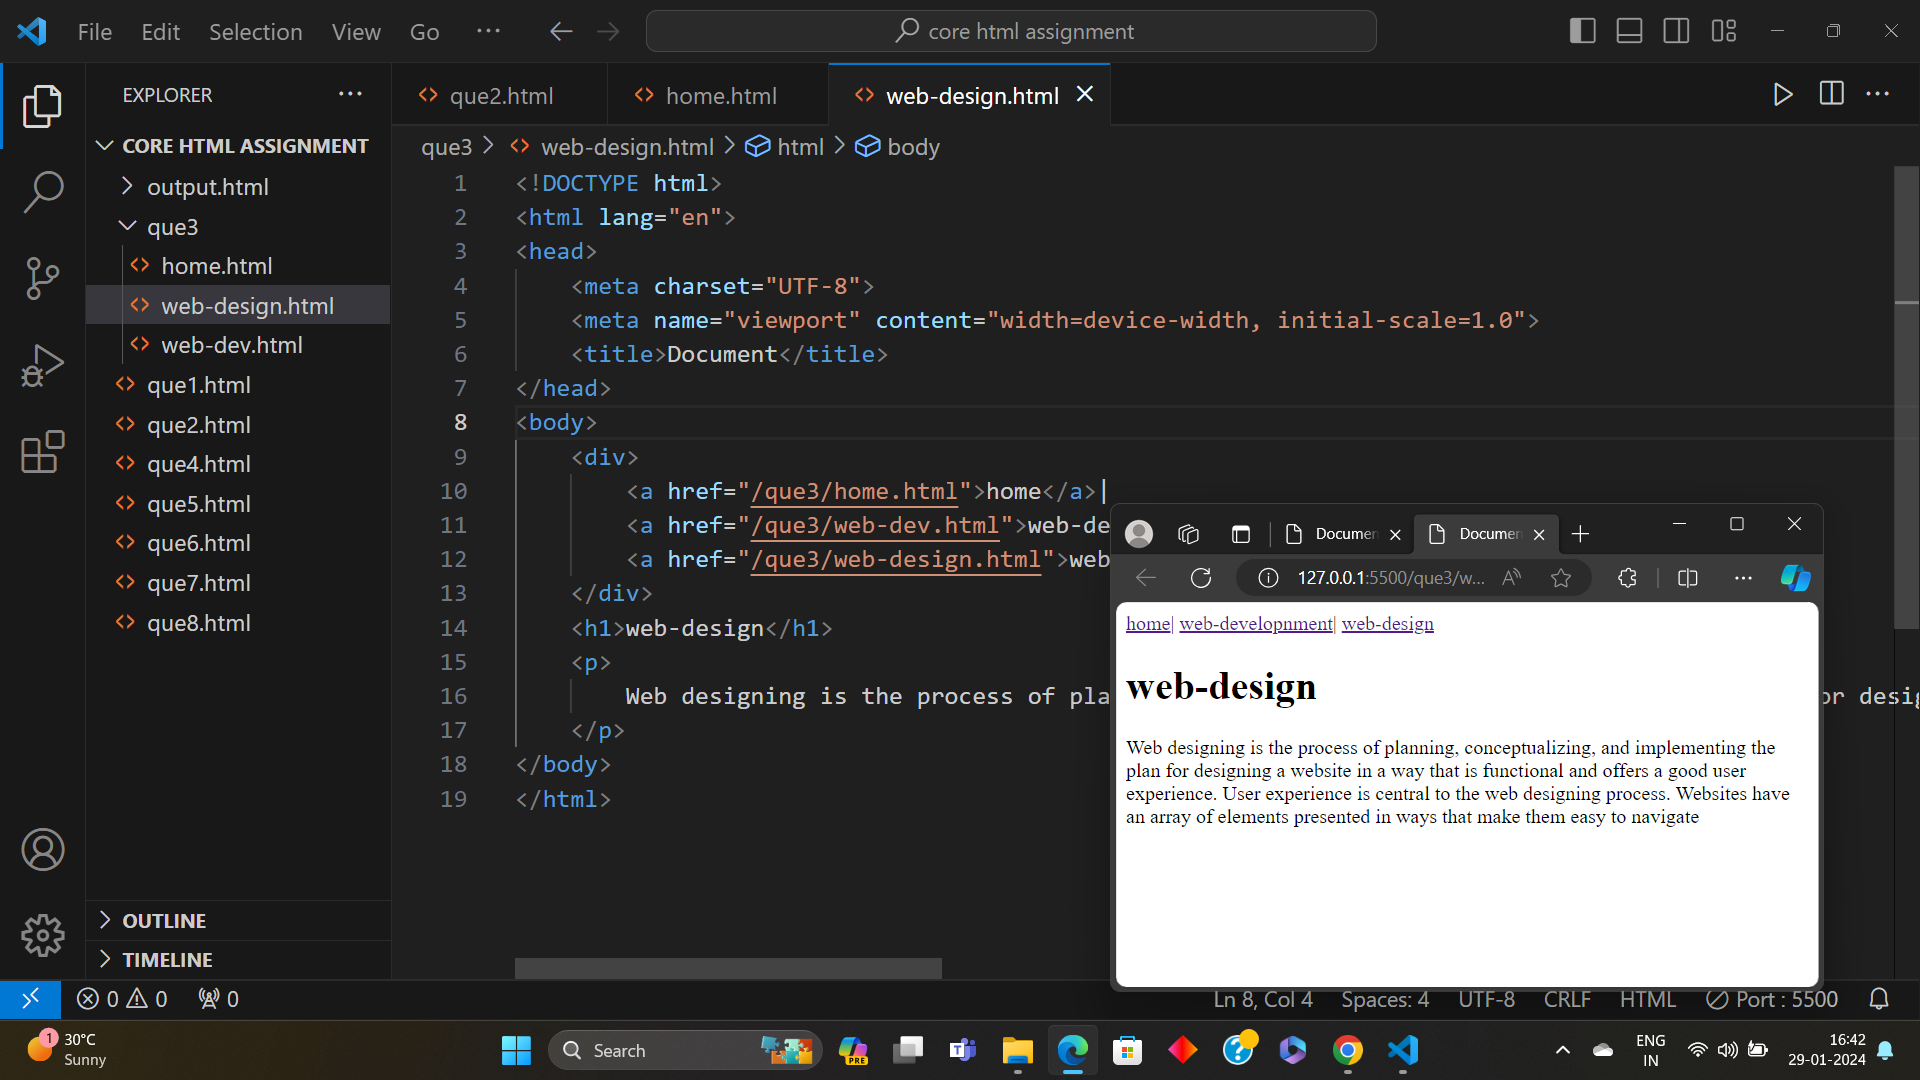 File Edit Selection View Go ··· core html assignment
EXPLORER ···
que2.html home.html web-design.html
CORE HTML ASSIGNMENT
output.html
que3
home.html
web-design.html
web-dev.html
que1.html
que2.html
que4.html
que5.html
que6.html
que7.html
que8.html
OUTLINE
TIMELINE
que3 > web-design.html > html > body
1 <!DOCTYPE html>
2 <html lang="en">
3 <head>
4 <meta charset="UTF-8">
5 <meta name="viewport" content="width=device-width, initial-scale=1.0">
6 <title>Document</title>
7 </head>
8 <body>
9 <div>
10 <a href="/que3/home.html">home</a>|
11 <a href="/que3/web-dev.html">web-de
12 <a href="/que3/web-design.html">web
13 </div>
14 <h1>web-design</h1>
15 <p>
16 Web designing is the process of pla or desig
17 </p>
18 </body>
19 </html>
Documen Documen
127.0.0.1:5500/que3/w...
home| web-developnment| web-design
web-design
Web designing is the process of planning, conceptualizing, and implementing the
plan for designing a website in a way that is functional and offers a good user
experience. User experience is central to the web designing process. Websites have
an array of elements presented in ways that make them easy to navigate
0 0 0 Ln 8, Col 4 Spaces: 4 UTF-8 CRLF HTML Port : 5500
1 30°C
Sunny
Search
PRE
ENG
IN
16:42
29-01-2024